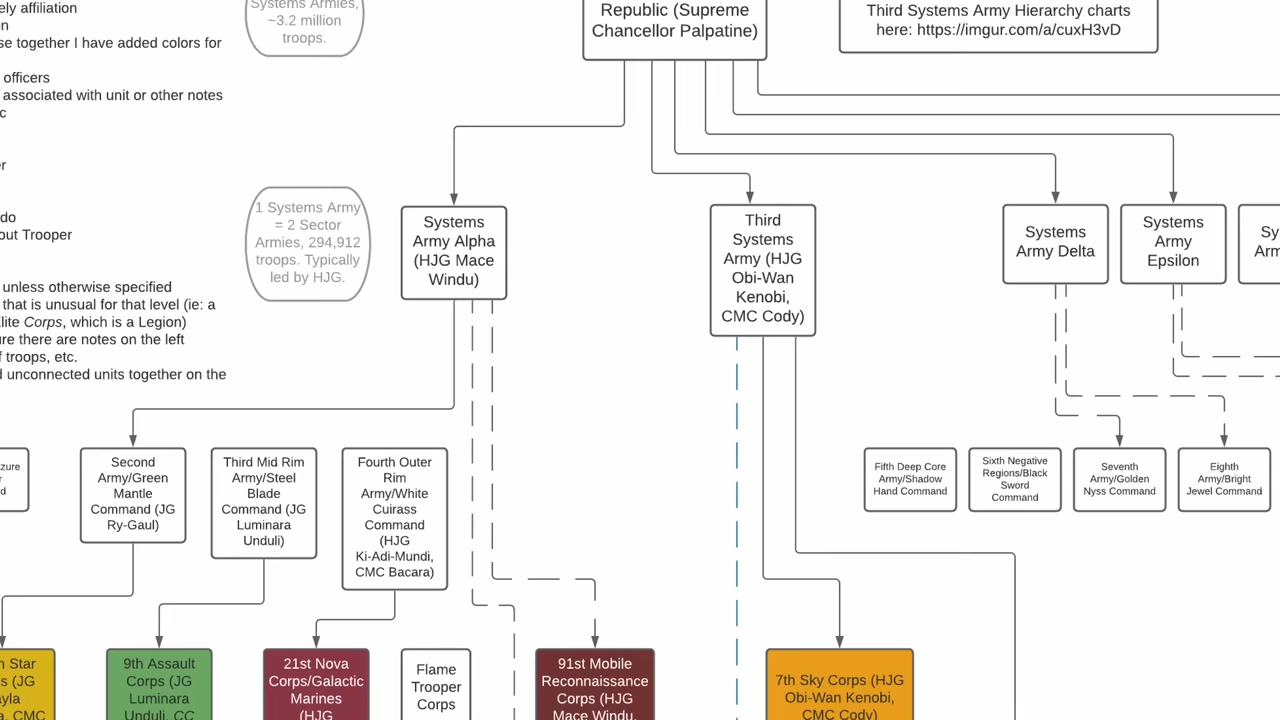 ely affiliation
on
se together I have added colors for
officers
associated with unit or other notes
c
er
do
out Trooper
unless otherwise specified
that is unusual for that level (ie: a
Elite Corps, which is a Legion)
ure there are notes on the left
f troops, etc.
d unconnected units together on the
Systems Armies,
~3.2 million
troops.
Republic (Supreme
Chancellor Palpatine)
Third Systems Army Hierarchy charts
here: https://imgur.com/a/cuxH3vD
1 Systems Army
= 2 Sector
Armies, 294,912
troops. Typically
led by HJG.
Systems
Army Alpha
(HJG Mace
Windu)
Third
Systems
Army (HJG
Obi-Wan
Kenobi,
CMC Cody)
Systems
Army Delta
Systems
Army
Epsilon
Sy
Arm
zure
r
d
Second
Army/Green
Mantle
Command (JG
Ry-Gaul)
Third Mid Rim
Army/Steel
Blade
Command (JG
Luminara
Unduli)
Fourth Outer
Rim
Army/White
Cuirass
Command
(HJG
Ki-Adi-Mundi,
CMC Bacara)
Fifth Deep Core
Army/Shadow
Hand Command
Sixth Negative
Regions/Black
Sword
Command
Seventh
Army/Golden
Nyss Command
Eighth
Army/Bright
Jewel Command
h Star
s (JG
ayla
a, CMC
9th Assault
Corps (JG
Luminara
Unduli, CC
21st Nova
Corps/Galactic
Marines
(HJG
Flame
Trooper
Corps
91st Mobile
Reconnaissance
Corps (HJG
Mace Windu,
7th Sky Corps (HJG
Obi-Wan Kenobi,
CMC Cody)